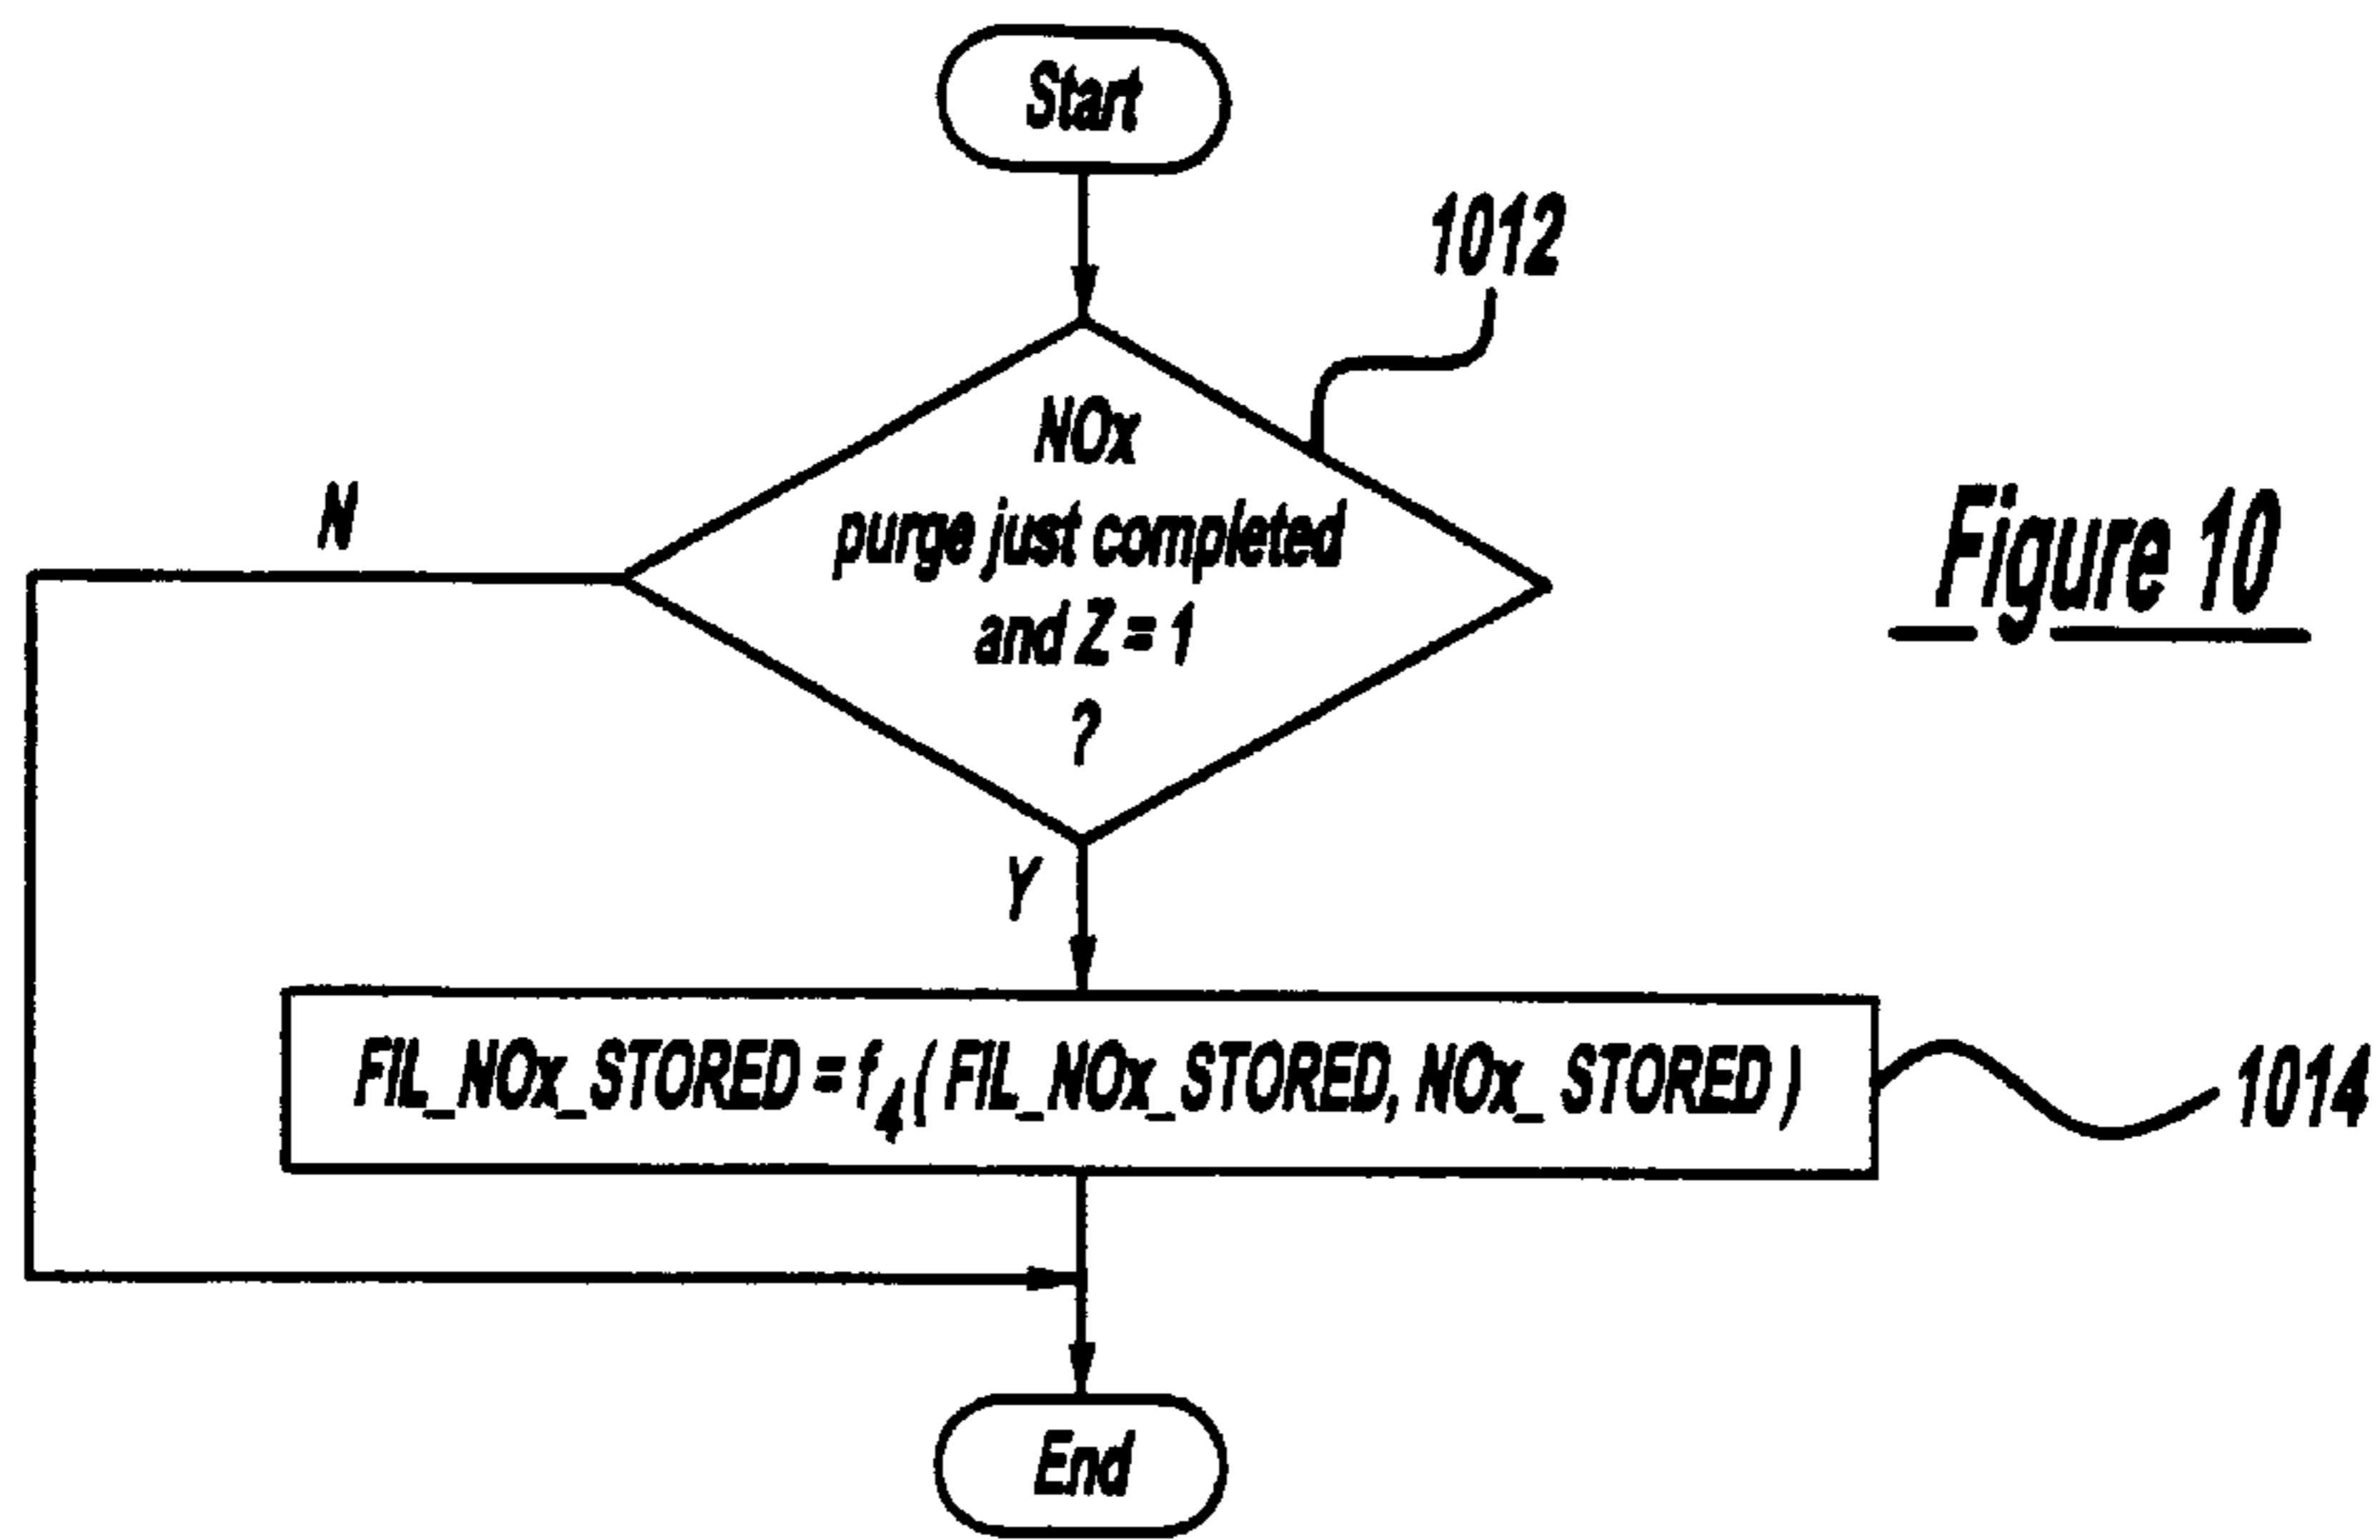 Start
1012
NOx
purge just completed
and Z = 1
?
N
Figure 10
Y
FIL_NOx_STORED = f4 ( FIL_NOx_STORED, NOx_ STORED )
1014
End